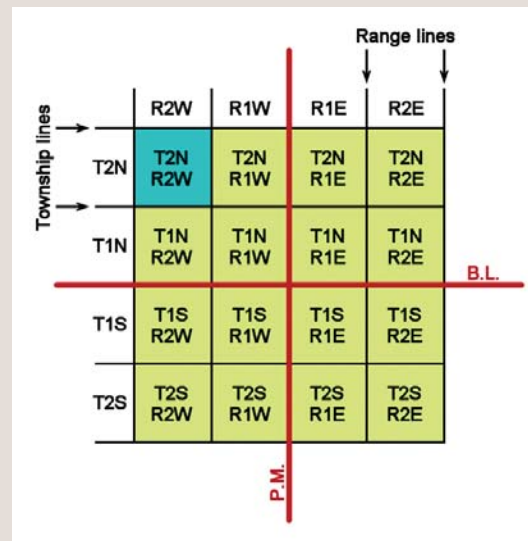 Range lines
R2W R1W R1E R2E
Township lines
T2N
T2N T2N T2N T2N
R2W R1W R1E R2E
T1N
T1N T1N T1N T1N
R2W R1W R1E R2E
B.L.
T1S
T1S T1S T1S T1S
R2W R1W R1E R2E
T2S
T2S T2S T2S T2S
R2W R1W R1E R2E
P.M.